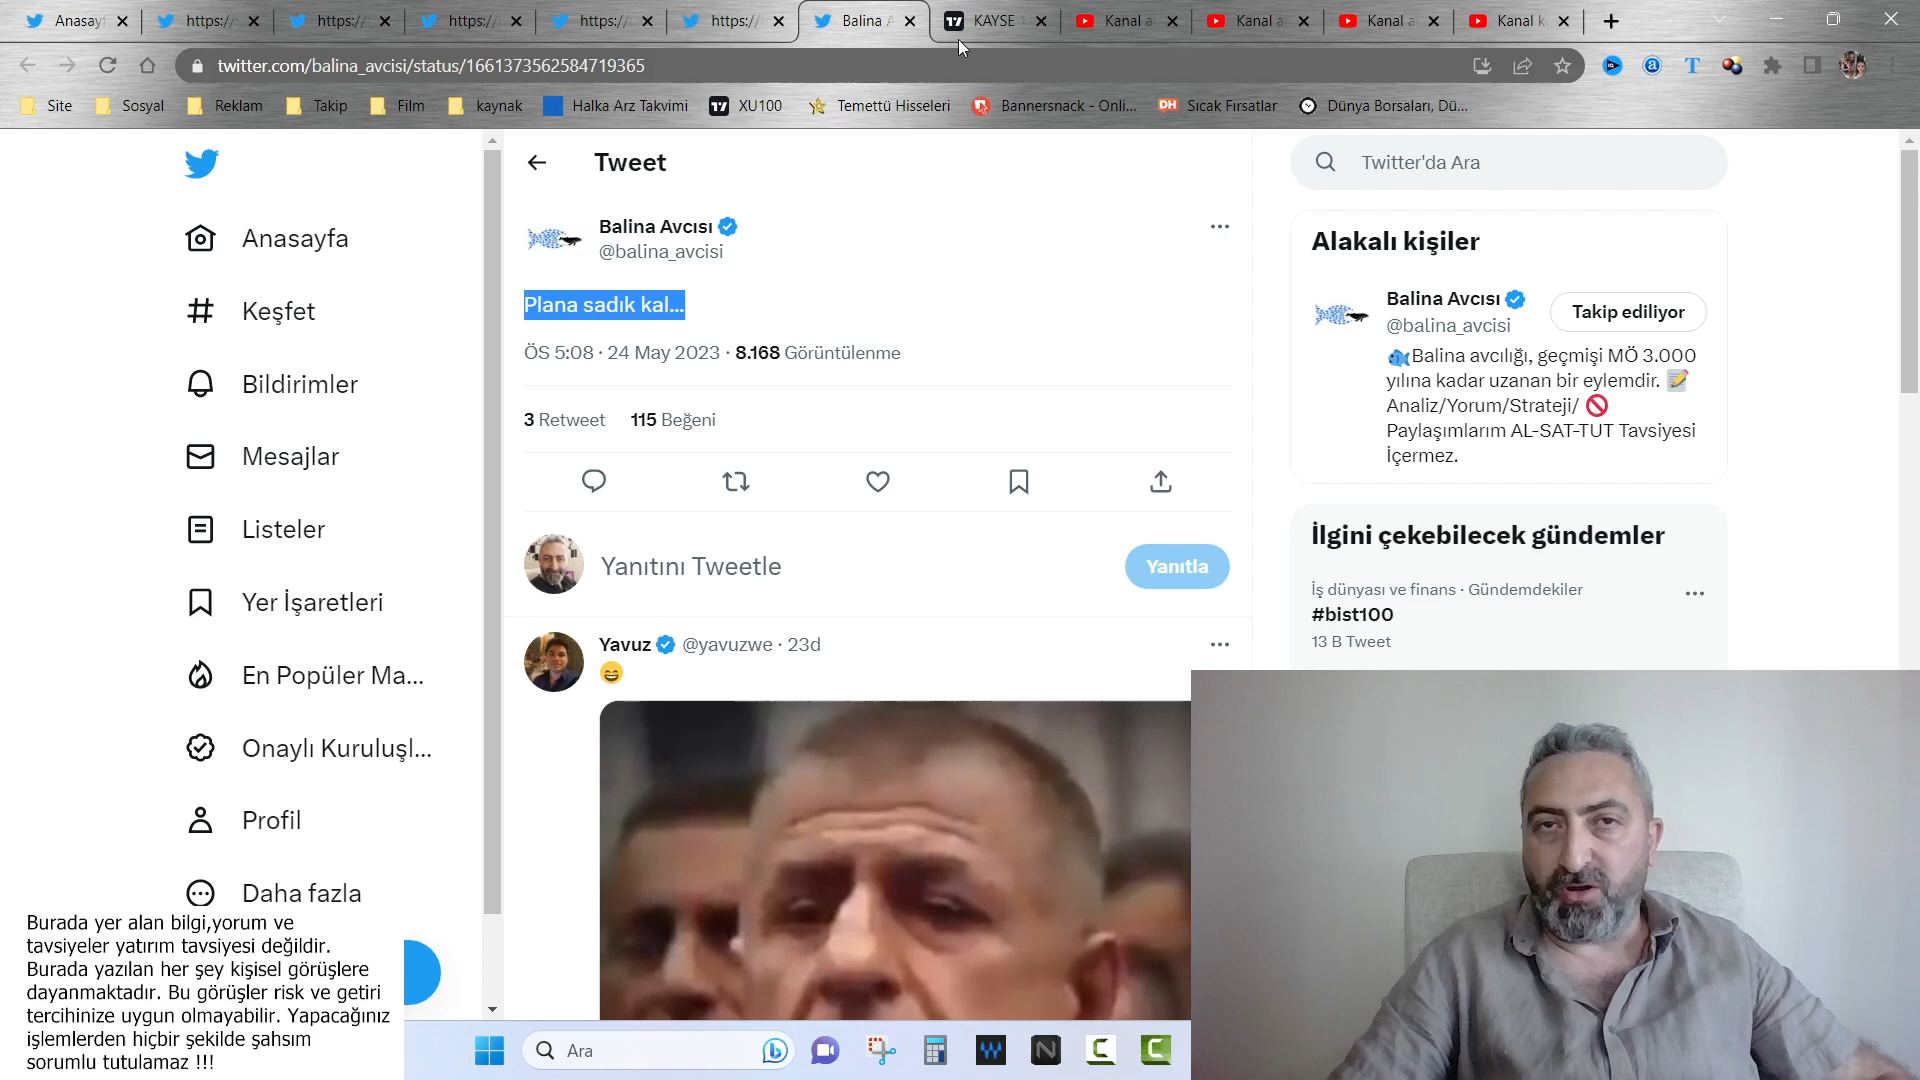 Anasayf
https://
https://
https://
https://
https://
Balina A
KAYSE
Kanal a
Kanal a
Kanal a
Kanal k
twitter.com/balina_avcisi/status/1661373562584719365
Site
Sosyal
Reklam
Takip
Film
kaynak
Halka Arz Takvimi
XU100
Temettü Hisseleri
Bannersnack - Onli...
DH
Sıcak Fırsatlar
Dünya Borsaları, Dü...
Anasayfa
Keşfet
Bildirimler
Mesajlar
Listeler
Yer İşaretleri
En Popüler Ma...
Onaylı Kuruluşl...
Profil
Daha fazla
Tweet
Balina Avcısı
@balina_avcisi
Plana sadık kal...
ÖS 5:08 · 24 May 2023 · 8.168 Görüntülenme
3 Retweet 115 Beğeni
Yanıtını Tweetle
Yanıtla
Yavuz @yavuzwe · 23d
Twitter'da Ara
Alakalı kişiler
Balina Avcısı
@balina_avcisi
Takip ediliyor
Balina avcılığı, geçmişi MÖ 3.000
yılına kadar uzanan bir eylemdir.
Analiz/Yorum/Strateji/
Paylaşımlarım AL-SAT-TUT Tavsiyesi
İçermez.
İlgini çekebilecek gündemler
İş dünyası ve finans · Gündemdekiler
#bist100
13 B Tweet
Burada yer alan bilgi,yorum ve
tavsiyeler yatırım tavsiyesi değildir.
Burada yazılan her şey kişisel görüşlere
dayanmaktadır. Bu görüşler risk ve getiri
tercihinize uygun olmayabilir. Yapacağınız
işlemlerden hiçbir şekilde şahsım
sorumlu tutulamaz !!!
Ara